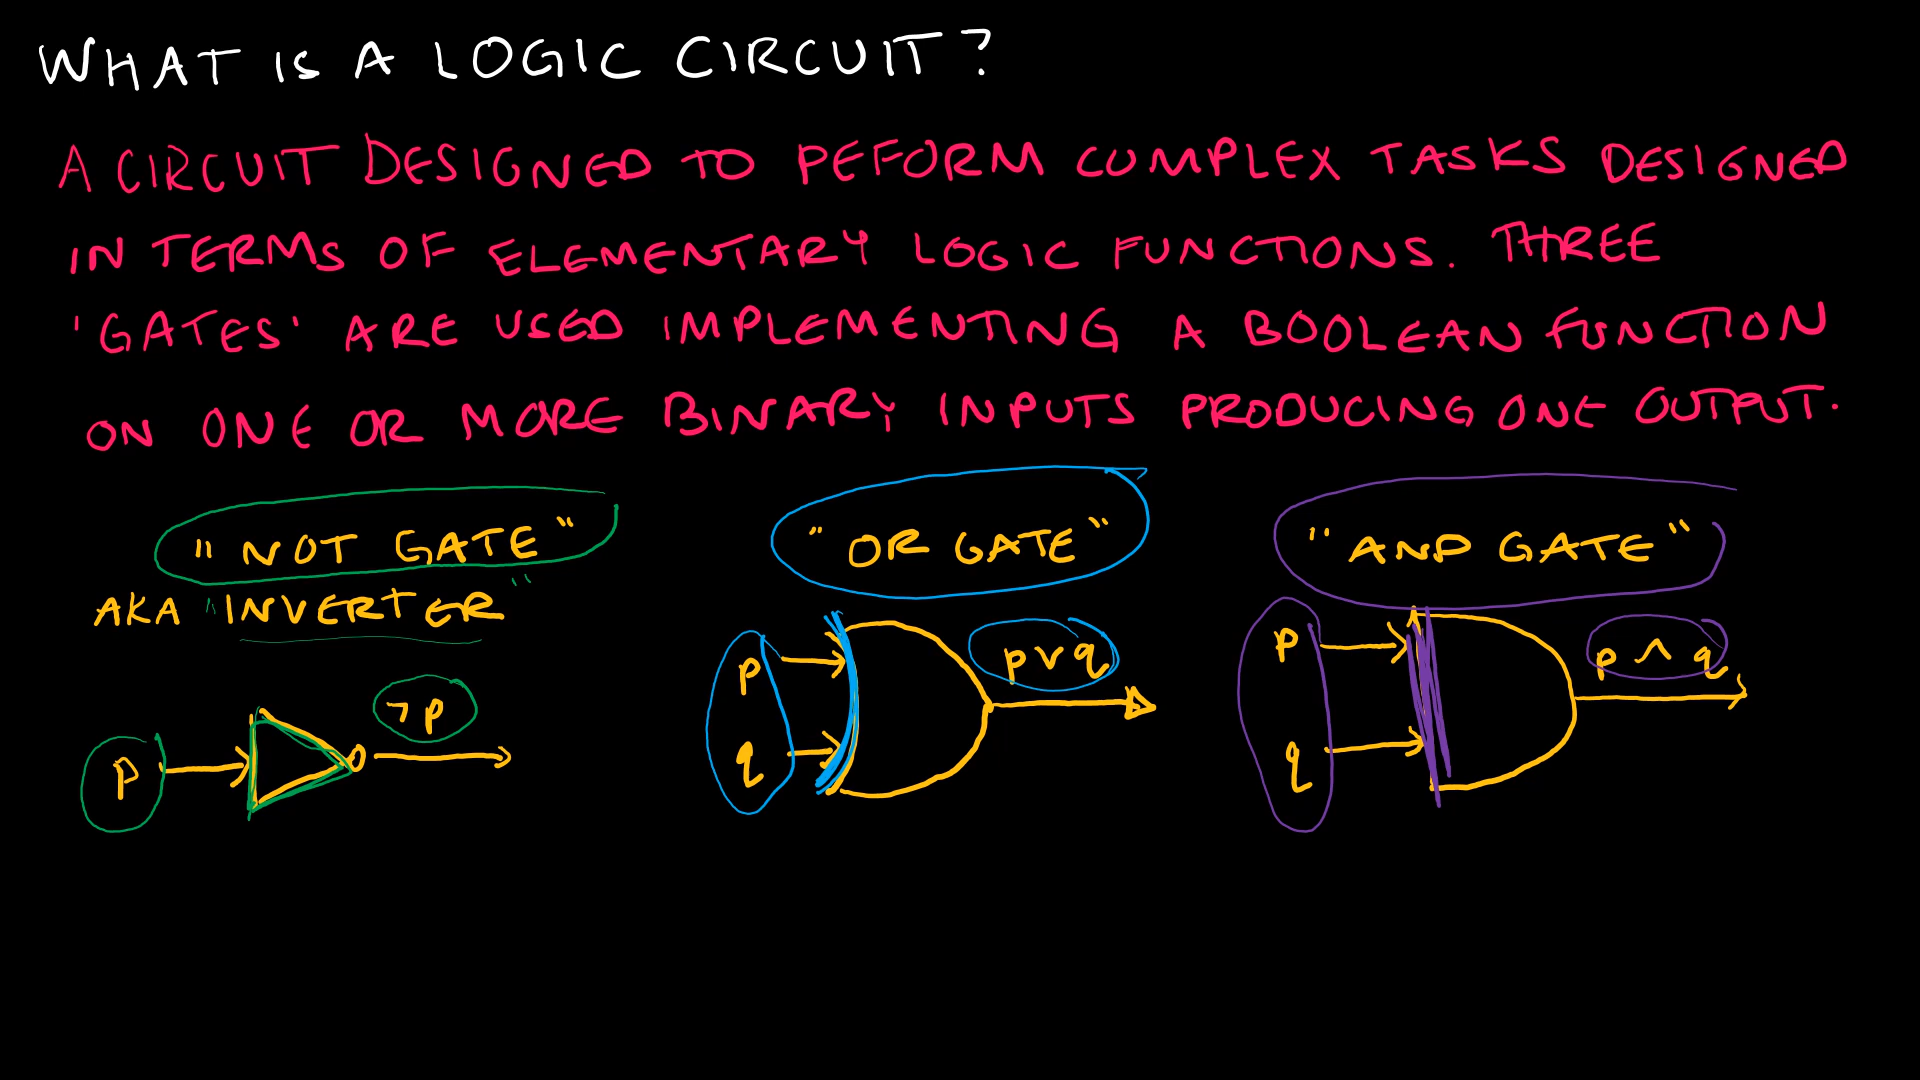 WHAT IS A LOGIC CIRCUIT?
A CIRCUIT DESIGNED TO PEFORM COMPLEX TASKS DESIGNED
IN TERMS OF ELEMENTARY LOGIC FUNCTIONS. THREE
'GATES' ARE USED IMPLEMENTING A BOOLEAN FUNCTION
ON ONE OR MORE BINARY INPUTS PRODUCING ONE OUTPUT.
"NOT GATE"
AKA "INVERTER"
p
¬p
"OR GATE"
p
q
p∨q
"AND GATE"
p
q
p ∧ q